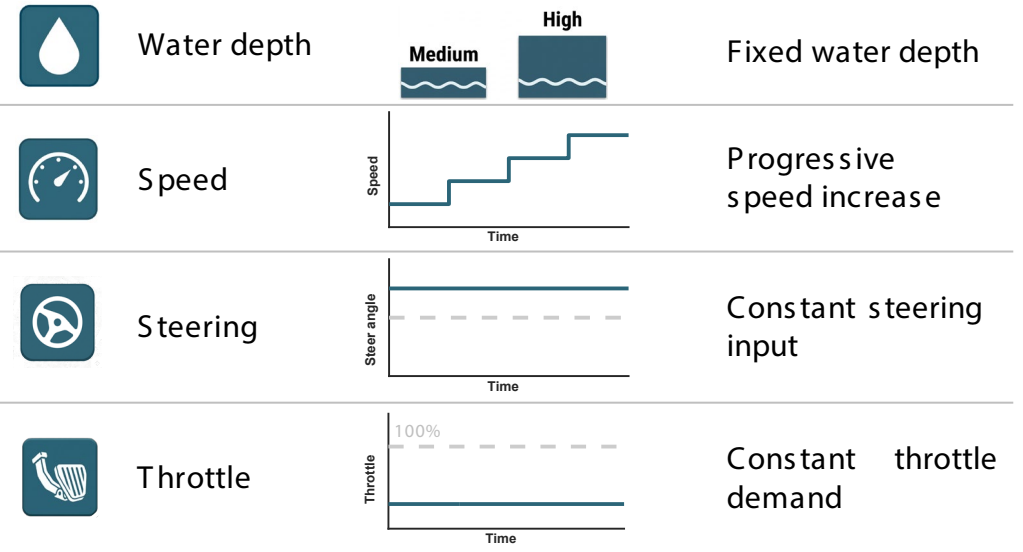 Water depth
Medium
High
Fixed water depth
Speed
Speed
Time
Progressive
speed increase
Steering
Steer angle
Time
Constant steering
input
Throttle
100%
Throttle
Time
Constant throttle
demand